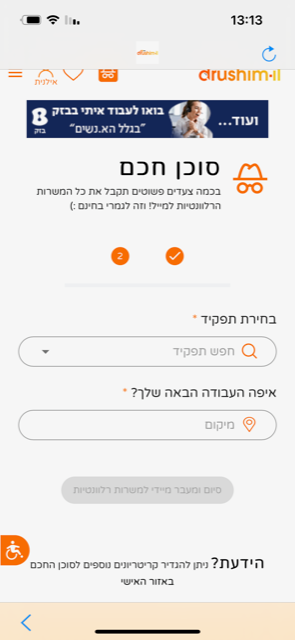 13:13
drushim·il
אילנית
ועוד...
בואו לעבוד איתי בבזק
"בגלל הא.נשים"
בזק
סוכן חכם
בכמה צעדים פשוטים תקבל את כל המשרות
הרלוונטיות למייל! וזה לגמרי בחינם :)
2
בחירת תפקיד *
חפש תפקיד
איפה העבודה הבאה שלך? *
מיקום
סיום ומעבר מיידי למשרות רלוונטיות
הידעת? ניתן להגדיר קריטריונים נוספים לסוכן החכם
באזור האישי